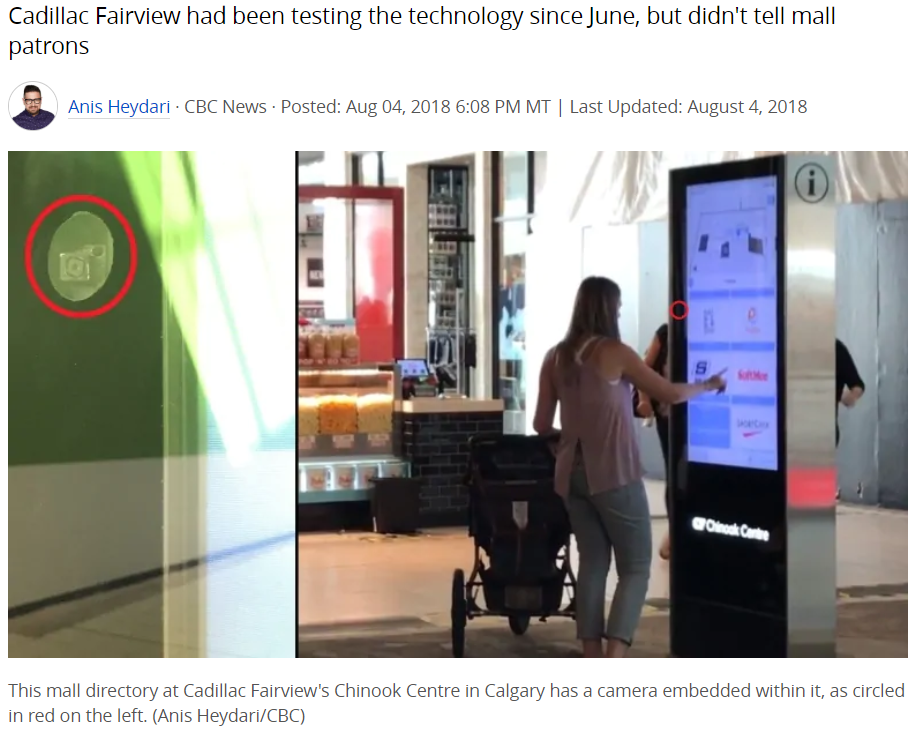 Cadillac Fairview had been testing the technology since June, but didn't tell mall
patrons
Anis Heydari · CBC News · Posted: Aug 04, 2018 6:08 PM MT | Last Updated: August 4, 2018
i
SoftMoc
SPORTCHEK
CF Chinook Centre
This mall directory at Cadillac Fairview's Chinook Centre in Calgary has a camera embedded within it, as circled
in red on the left. (Anis Heydari/CBC)